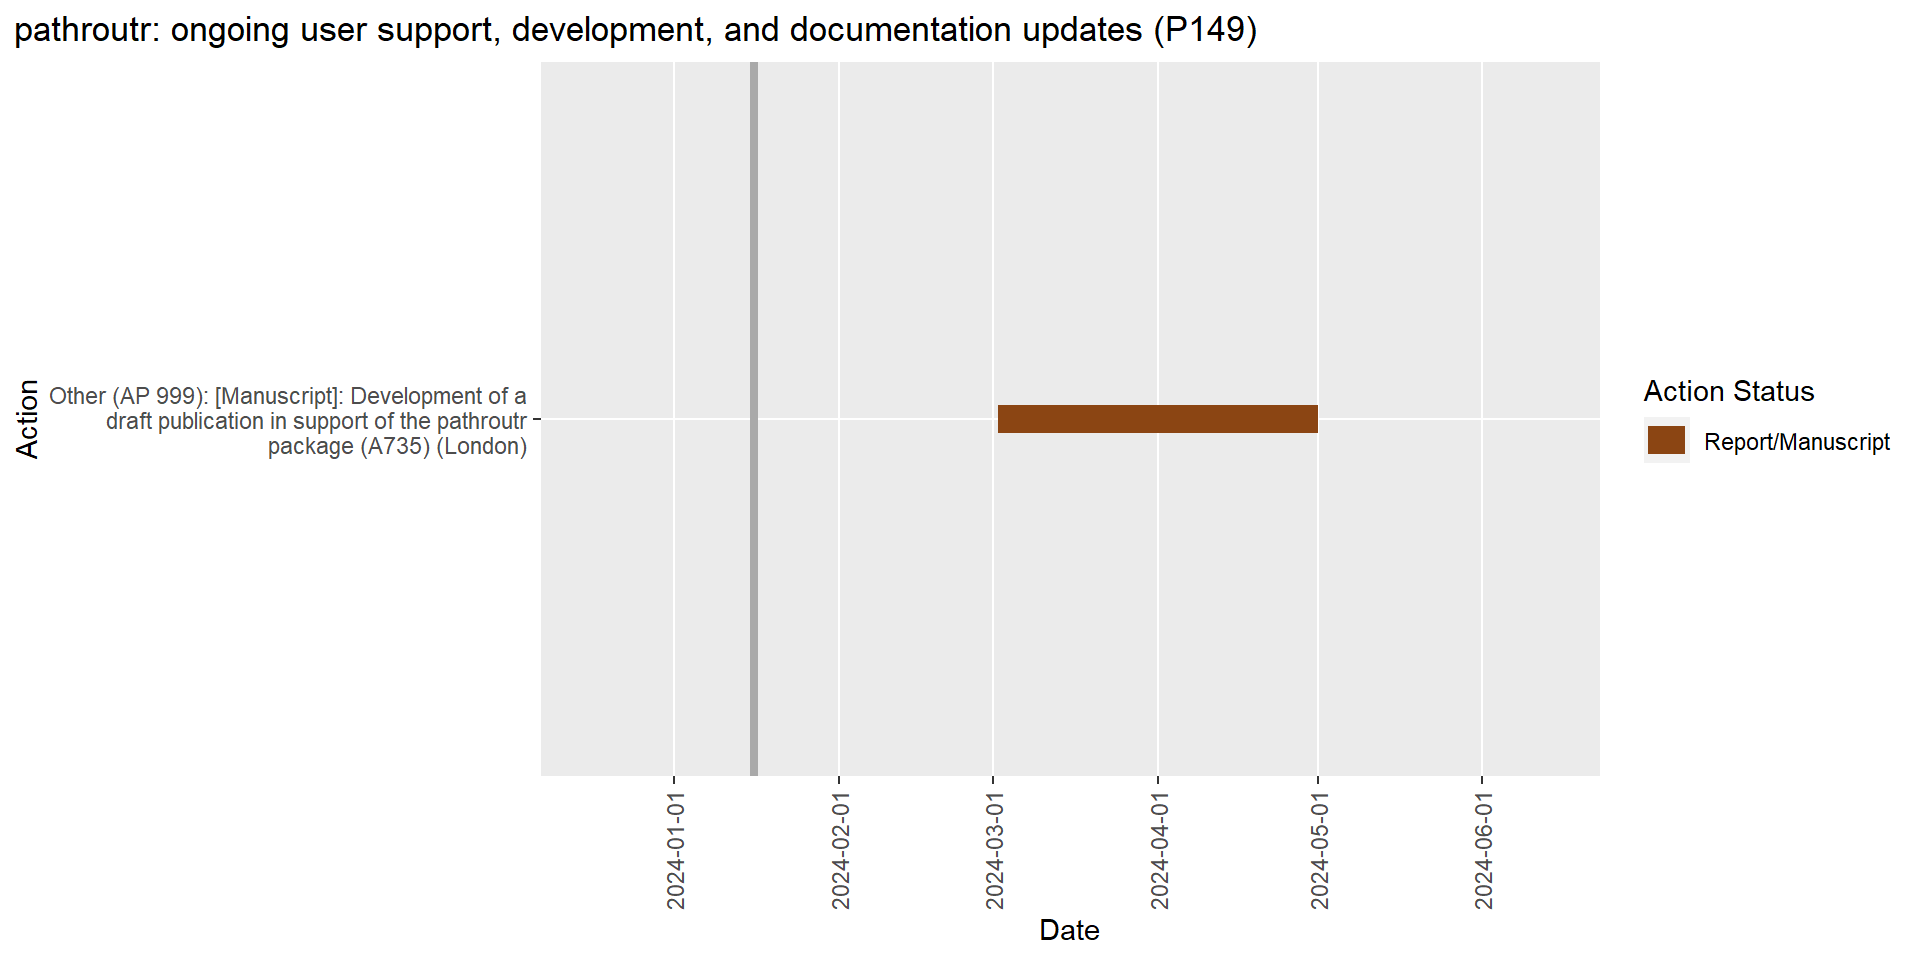 pathroutr: ongoing user support, development, and documentation updates (P149)
Action
Other (AP 999): [Manuscript]: Development of a
draft publication in support of the pathroutr
package (A735) (London)
Action Status
Report/Manuscript
2024-01-01
2024-02-01
2024-03-01
2024-04-01
2024-05-01
2024-06-01
Date